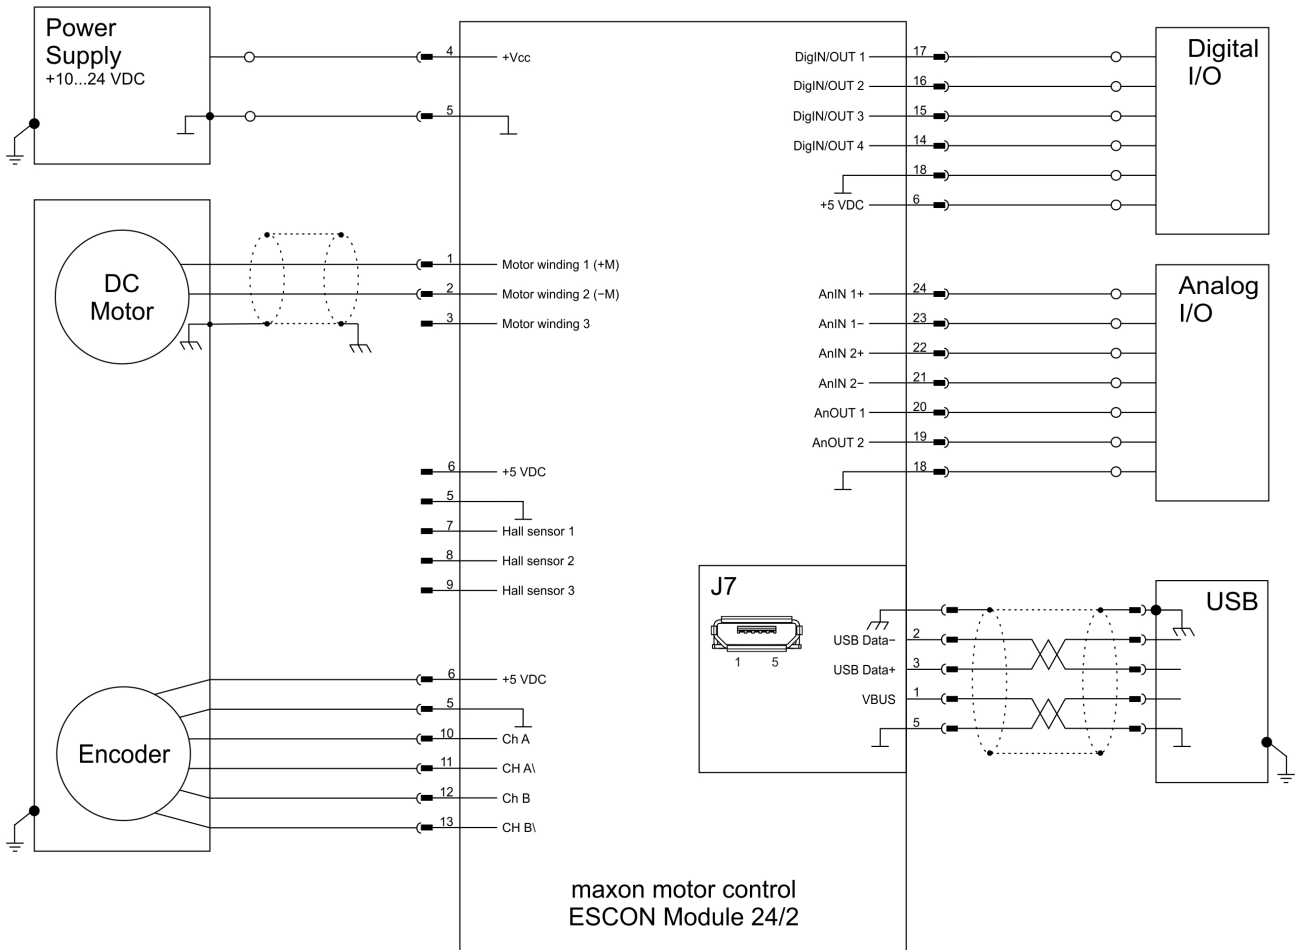 Power
Supply
+10...24 VDC
4 +Vcc
5
DC
Motor
1 Motor winding 1 (+M)
2 Motor winding 2 (−M)
3 Motor winding 3
6 +5 VDC
5
7 Hall sensor 1
8 Hall sensor 2
9 Hall sensor 3
Encoder
6 +5 VDC
5
10 Ch A
11 CH A\
12 Ch B
13 CH B\
DigIN/OUT 1 17
DigIN/OUT 2 16
DigIN/OUT 3 15
DigIN/OUT 4 14
18
+5 VDC 6
Digital
I/O
AnIN 1+ 24
AnIN 1− 23
AnIN 2+ 22
AnIN 2− 21
AnOUT 1 20
AnOUT 2 19
18
Analog
I/O
J7
1 5
USB Data− 2
USB Data+ 3
VBUS 1
5
USB
maxon motor control
ESCON Module 24/2